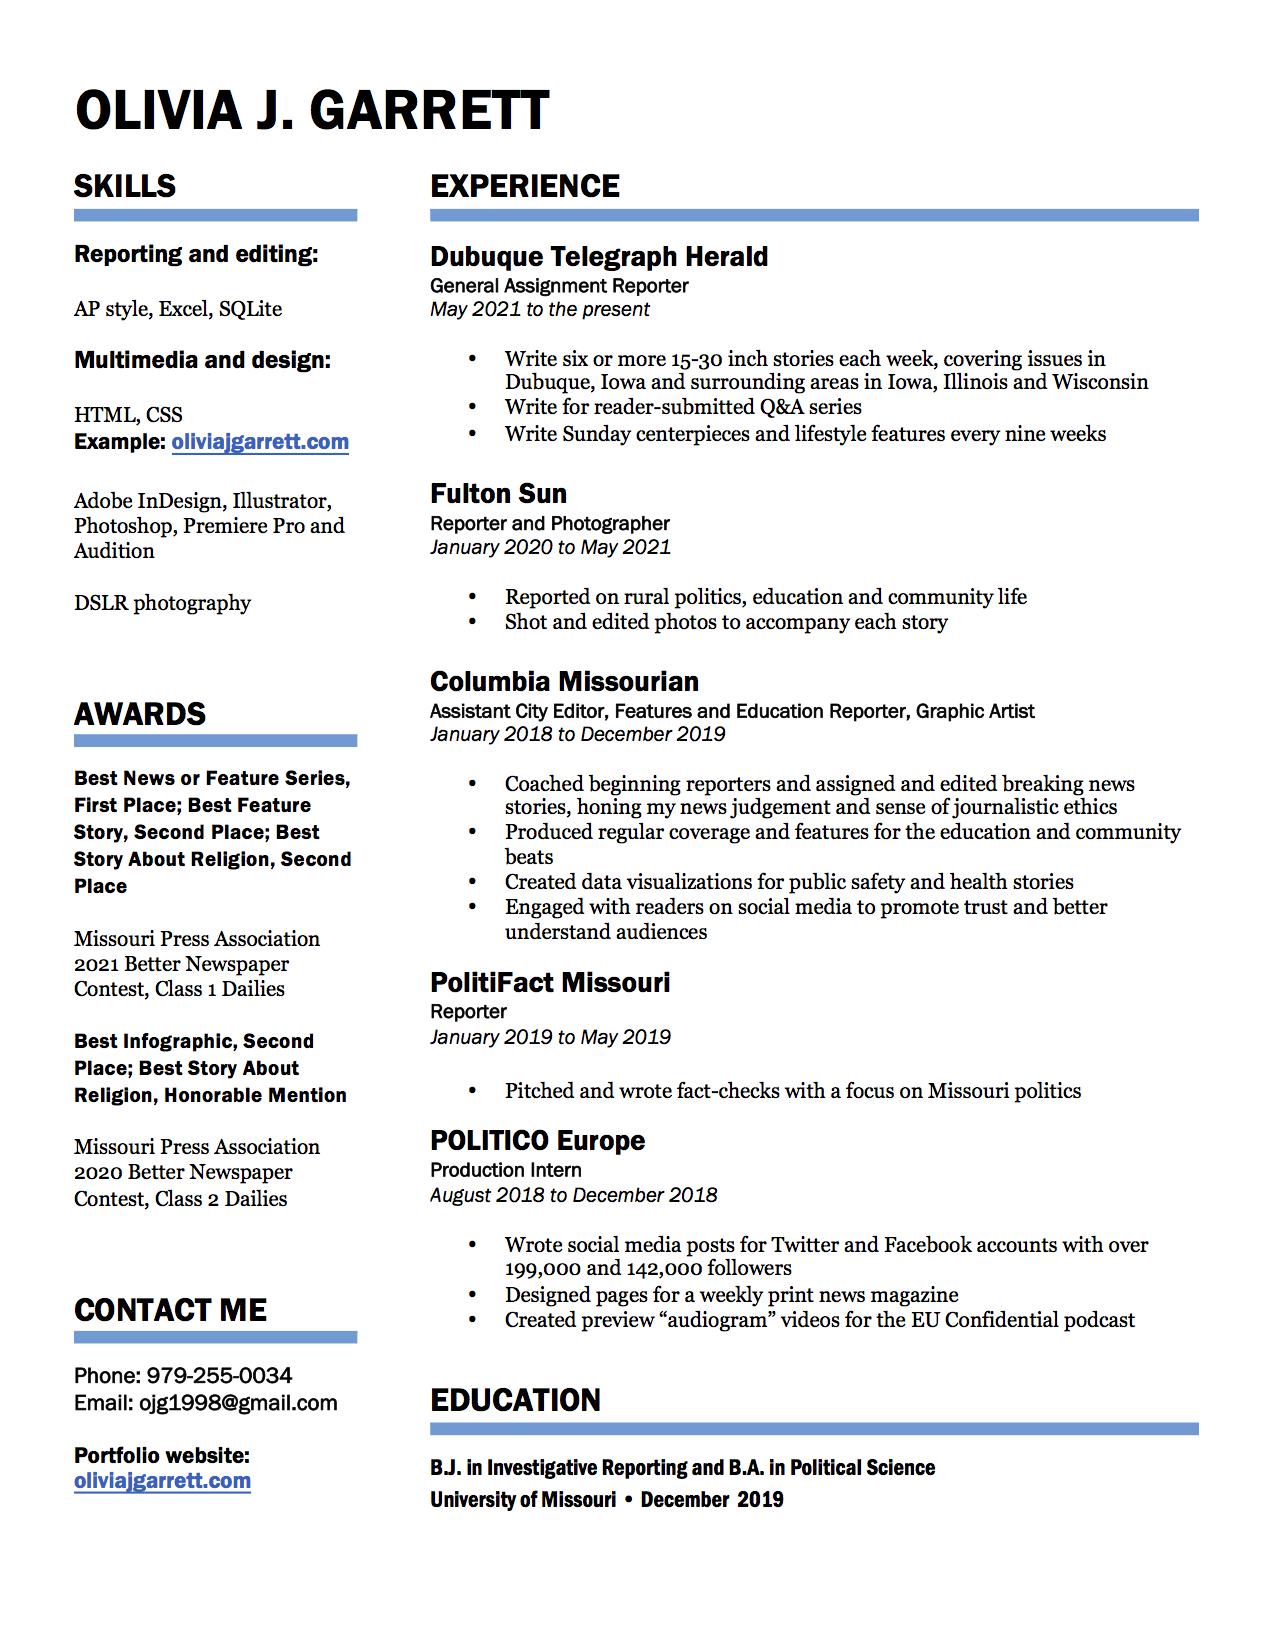 OLIVIA J. GARRETT
SKILLS
Reporting and editing:
AP style, Excel, SQLite
Multimedia and design:
HTML, CSS
Example: oliviajgarrett.com
Adobe InDesign, Illustrator,
Photoshop, Premiere Pro and
Audition
DSLR photography
AWARDS
Best News or Feature Series,
First Place; Best Feature
Story, Second Place; Best
Story About Religion, Second
Place
Missouri Press Association
2021 Better Newspaper
Contest, Class 1 Dailies
Best Infographic, Second
Place; Best Story About
Religion, Honorable Mention
Missouri Press Association
2020 Better Newspaper
Contest, Class 2 Dailies
CONTACT ME
Phone: 979-255-0034
Email: ojg1998@gmail.com
Portfolio website:
oliviajgarrett.com
EXPERIENCE
Dubuque Telegraph Herald
General Assignment Reporter
May 2021 to the present
• Write six or more 15-30 inch stories each week, covering issues in
Dubuque, Iowa and surrounding areas in Iowa, Illinois and Wisconsin
• Write for reader-submitted Q&A series
• Write Sunday centerpieces and lifestyle features every nine weeks
Fulton Sun
Reporter and Photographer
January 2020 to May 2021
• Reported on rural politics, education and community life
• Shot and edited photos to accompany each story
Columbia Missourian
Assistant City Editor, Features and Education Reporter, Graphic Artist
January 2018 to December 2019
• Coached beginning reporters and assigned and edited breaking news
stories, honing my news judgement and sense of journalistic ethics
• Produced regular coverage and features for the education and community
beats
• Created data visualizations for public safety and health stories
• Engaged with readers on social media to promote trust and better
understand audiences
PolitiFact Missouri
Reporter
January 2019 to May 2019
• Pitched and wrote fact-checks with a focus on Missouri politics
POLITICO Europe
Production Intern
August 2018 to December 2018
• Wrote social media posts for Twitter and Facebook accounts with over
199,000 and 142,000 followers
• Designed pages for a weekly print news magazine
• Created preview “audiogram” videos for the EU Confidential podcast
EDUCATION
B.J. in Investigative Reporting and B.A. in Political Science
University of Missouri • December 2019